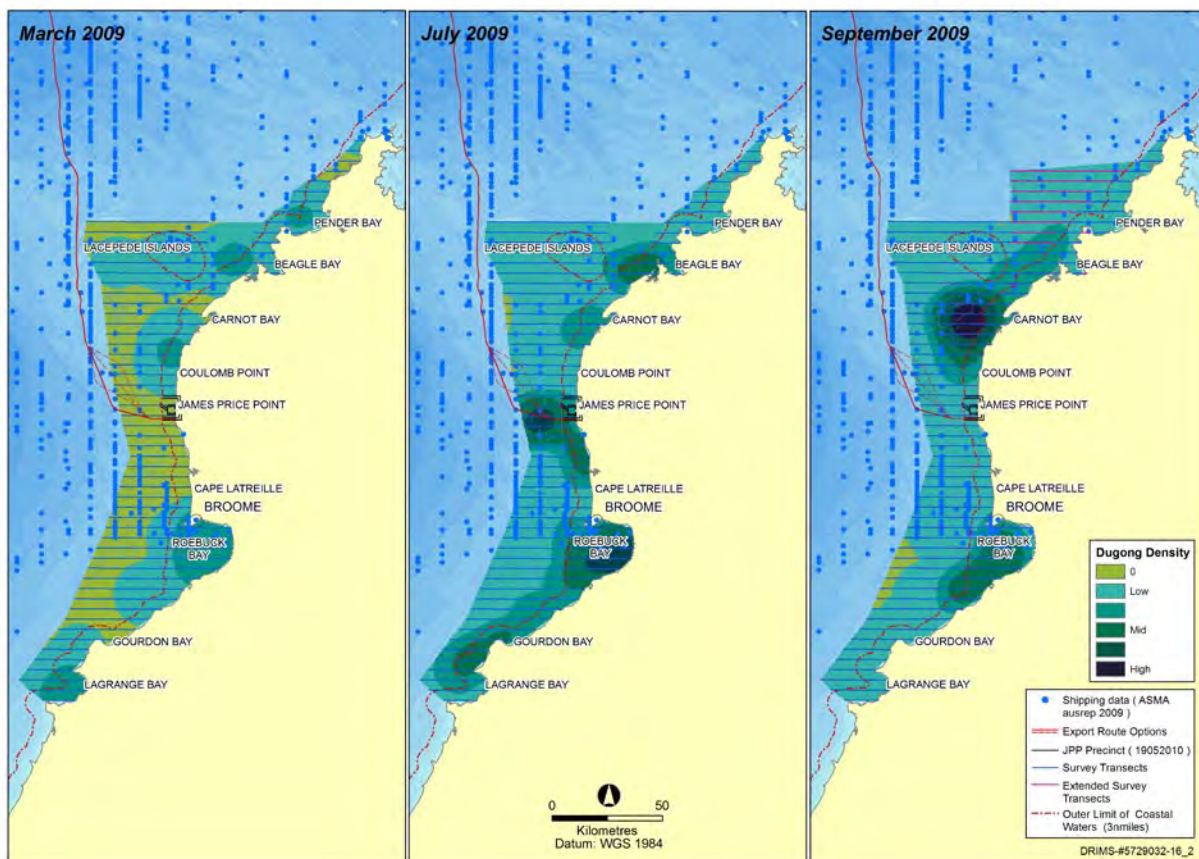 March 2009
LACEPEDE ISLANDS
PENDER BAY
BEAGLE BAY
CARNOT BAY
COULOMB POINT
JAMES PRICE POINT
CAPE LATREILLE
BROOME
ROEBUCK
BAY
GOURDON BAY
LAGRANGE BAY
July 2009
LACEPEDE ISLANDS
PENDER BAY
BEAGLE BAY
CARNOT BAY
COULOMB POINT
JAMES PRICE POINT
CAPE LATREILLE
BROOME
ROEBUCK
BAY
GOURDON BAY
LAGRANGE BAY
0
50
Kilometres
Datum: WGS 1984
September 2009
LACEPEDE ISLANDS
PENDER BAY
BEAGLE BAY
CARNOT BAY
COULOMB POINT
JAMES PRICE POINT
CAPE LATREILLE
BROOME
ROEBUCK
BAY
GOURDON BAY
LAGRANGE BAY
Dugong Density
0
Low
Mid
High
Shipping data ( ASMA
ausrep 2009 )
Export Route Options
JPP Precinct ( 19052010 )
Survey Transects
Extended Survey
Transects
Outer Limit of Coastal
Waters (3nmiles)
DRIMS-#5729032-16_2